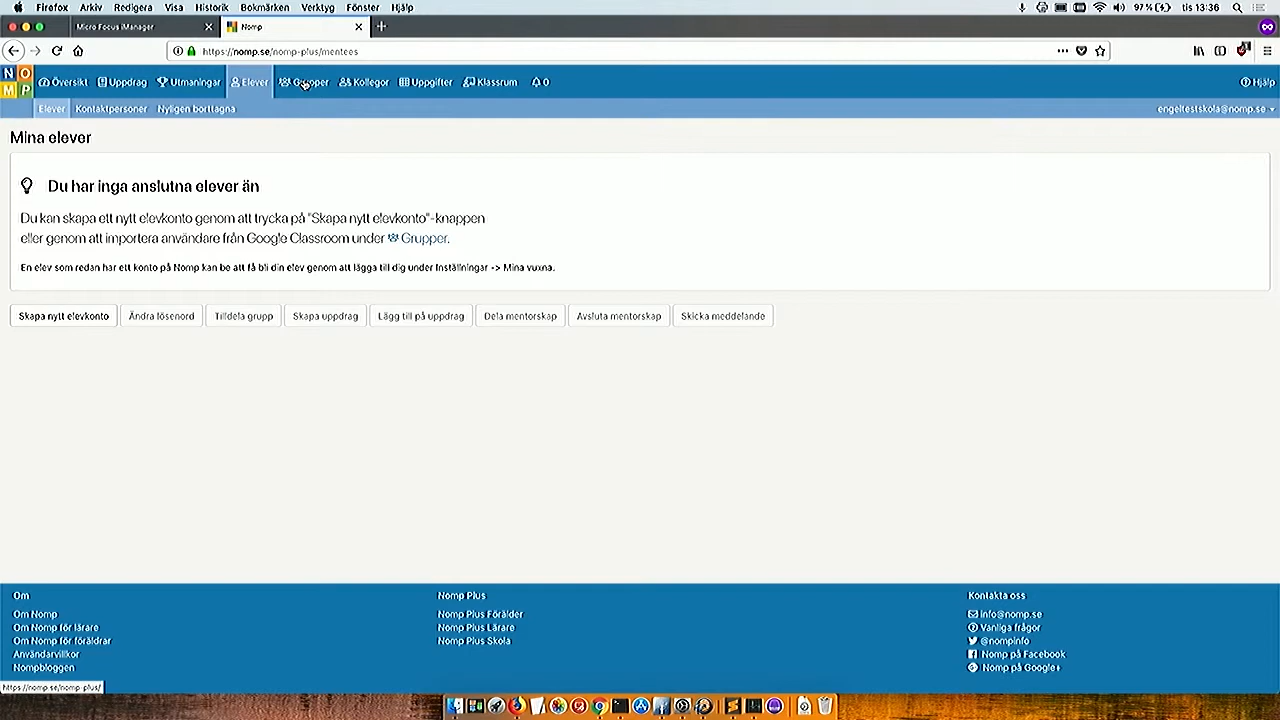 Firefox Arkiv Redigera Visa Historik Bokmärken Verktyg Fönster Hjälp 97 % tis 13:36
Micro Focus iManager Nomp
https://nomp.se/nomp-plus/mentees
NOMP Översikt Uppdrag Utmaningar Elever Grupper Kollegor Uppgifter Klassrum 0 Hjälp
Elever Kontaktpersoner Nyligen borttagna engeltestskola@nomp.se
Mina elever
Du har inga anslutna elever än
Du kan skapa ett nytt elevkonto genom att trycka på "Skapa nytt elevkonto"-knappen
eller genom att importera användare från Google Classroom under Grupper.
En elev som redan har ett konto på Nomp kan be att få bli din elev genom att lägga till dig under Inställningar -> Mina vuxna.
Skapa nytt elevkonto Ändra lösenord Tilldela grupp Skapa uppdrag Lägg till på uppdrag Dela mentorskap Avsluta mentorskap Skicka meddelande
Om Nomp Plus Kontakta oss
Om Nomp Nomp Plus Förälder info@nomp.se
Om Nomp för lärare Nomp Plus Lärare Vanliga frågor
Om Nomp för föräldrar Nomp Plus Skola @nompinfo
Användarvillkor Nomp på Facebook
Nompbloggen Nomp på Google+
https://nomp.se/nomp-plus/